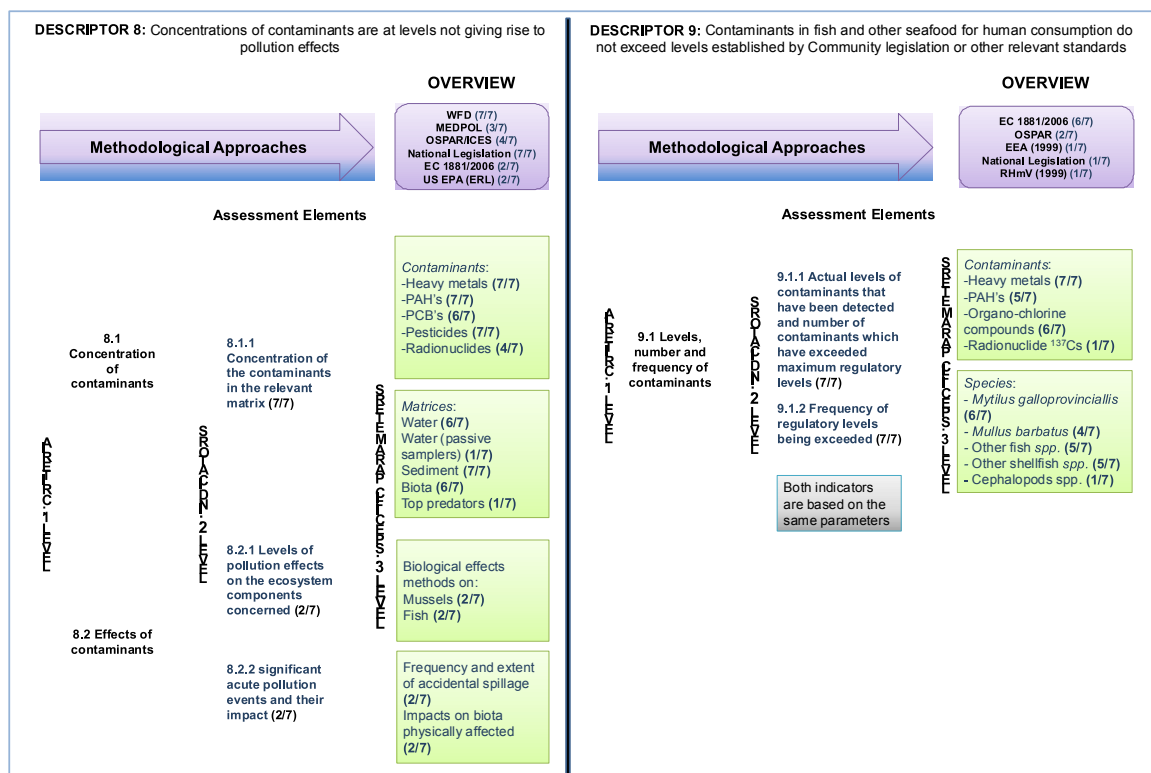 DESCRIPTOR 8: Concentrations of contaminants are at levels not giving rise to
pollution effects
OVERVIEW
Methodological Approaches
WFD (7/7)
MEDPOL (3/7)
OSPAR/ICES (4/7)
National Legislation (7/7)
EC 1881/2006 (2/7)
US EPA (ERL) (2/7)
Assessment Elements
LEVEL 1. CRITERIA
8.1
Concentration
of
contaminants
8.2 Effects of
contaminants
LEVEL 2. INDICATORS
8.1.1
Concentration of
the contaminants
in the relevant
matrix (7/7)
8.2.1 Levels of
pollution effects
on the ecosystem
components
concerned (2/7)
8.2.2 significant
acute pollution
events and their
impact (2/7)
LEVEL 3. SPECIFC PARAMETERS
Contaminants:
-Heavy metals (7/7)
-PAH's (7/7)
-PCB's (6/7)
-Pesticides (7/7)
-Radionuclides (4/7)
Matrices:
Water (6/7)
Water (passive
samplers) (1/7)
Sediment (7/7)
Biota (6/7)
Top predators (1/7)
Biological effects
methods on:
Mussels (2/7)
Fish (2/7)
Frequency and extent
of accidental spillage
(2/7)
Impacts on biota
physically affected
(2/7)
DESCRIPTOR 9: Contaminants in fish and other seafood for human consumption do
not exceed levels established by Community legislation or other relevant standards
OVERVIEW
Methodological Approaches
EC 1881/2006 (6/7)
OSPAR (2/7)
EEA (1999) (1/7)
National Legislation (1/7)
RHmV (1999) (1/7)
Assessment Elements
LEVEL 1. CRITERIA
9.1 Levels,
number and
frequency of
contaminants
LEVEL 2. INDICATORS
9.1.1 Actual levels of
contaminants that
have been detected
and number of
contaminants which
have exceeded
maximum regulatory
levels (7/7)
9.1.2 Frequency of
regulatory levels
being exceeded (7/7)
Both indicators
are based on the
same parameters
LEVEL 3. SPECIFC PARAMETERS
Contaminants:
-Heavy metals (7/7)
-PAH's (5/7)
-Organo-chlorine
compounds (6/7)
-Radionuclide ¹³⁷Cs (1/7)
Species:
- Mytilus galloprovinciallis
(6/7)
- Mullus barbatus (4/7)
- Other fish spp. (5/7)
- Other shellfish spp. (5/7)
- Cephalopods spp. (1/7)